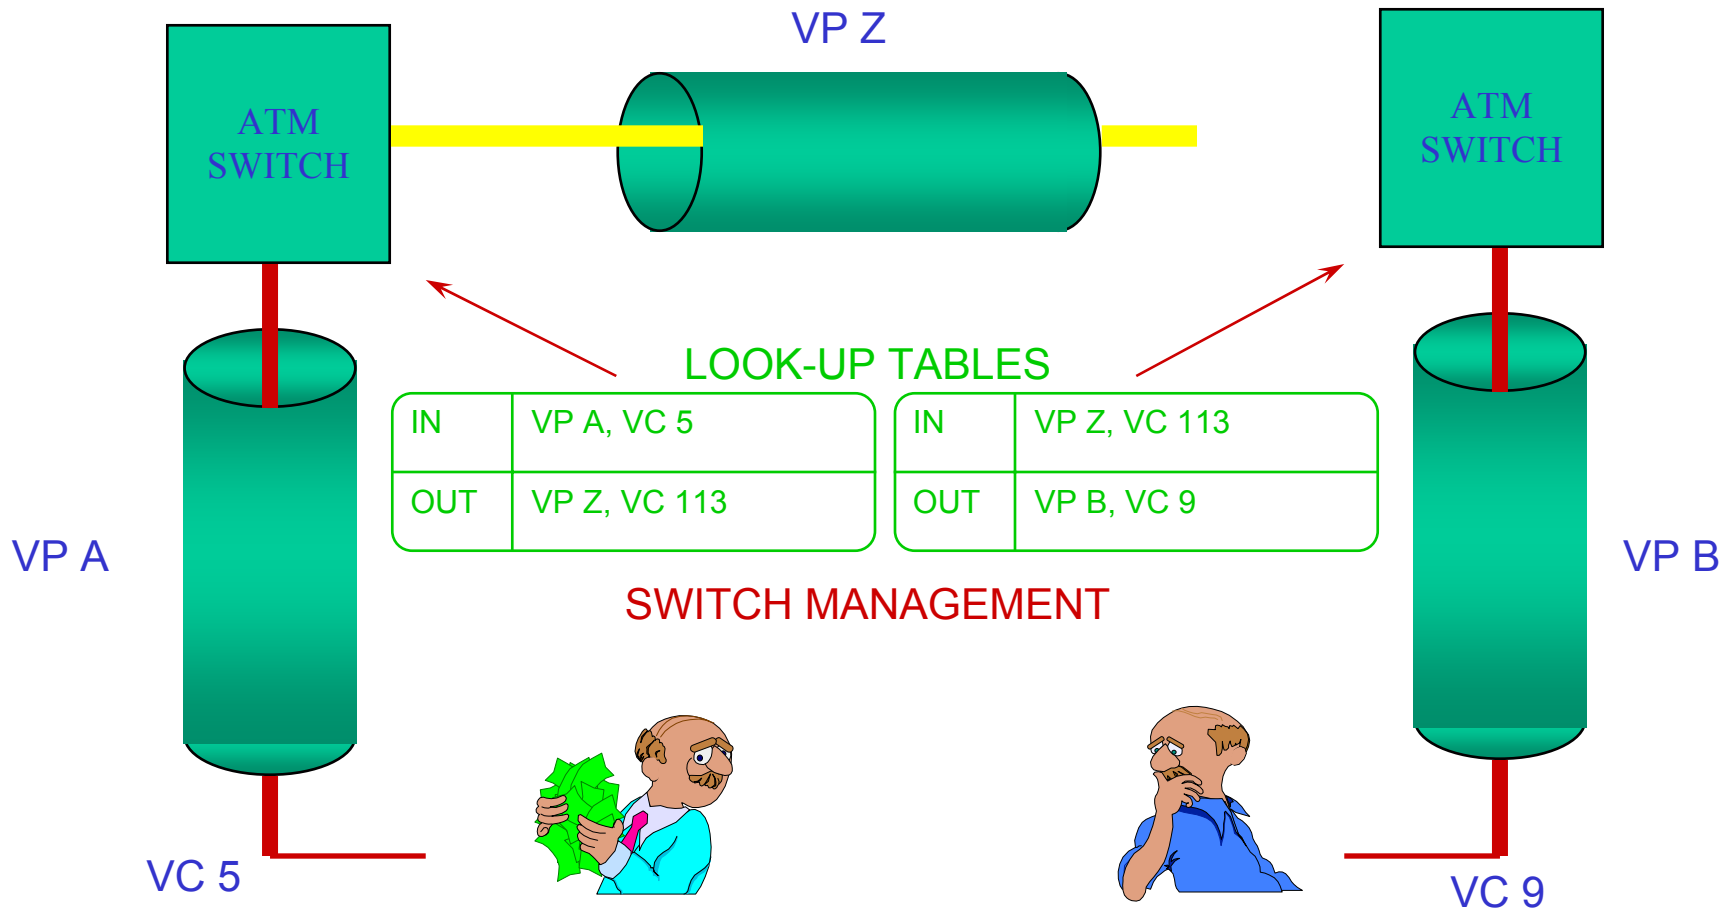 VP Z
ATM
SWITCH
ATM
SWITCH
LOOK-UP TABLES
IN VP A, VC 5
OUT VP Z, VC 113
IN VP Z, VC 113
OUT VP B, VC 9
VP A
VP B
SWITCH MANAGEMENT
VC 5
VC 9